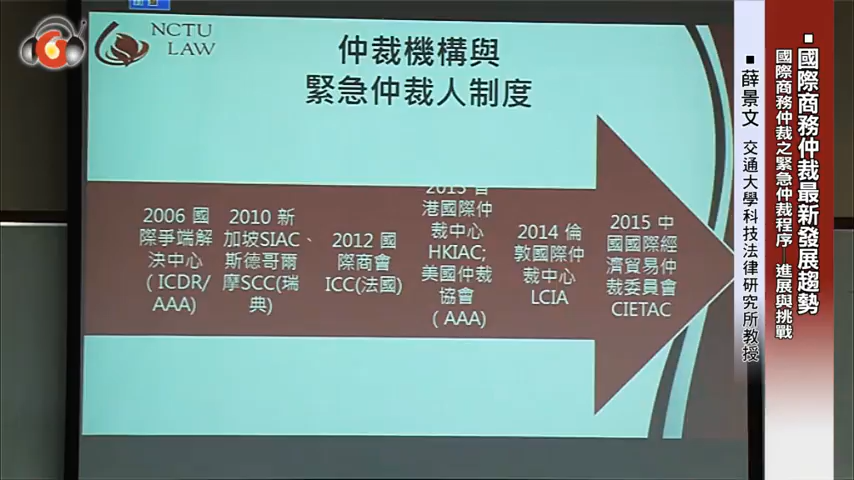 NCTU
LAW
仲裁機構與
緊急仲裁人制度
2006 國
際爭端解
決中心
（ICDR/
AAA)
2010 新
加坡SIAC、
斯德哥爾
摩SCC(瑞
典)
2012 國
際商會
ICC(法國)
2013 香
港國際仲
裁中心
HKIAC;
美國仲裁
協會
（ AAA)
2014 倫
敦國際仲
裁中心
LCIA
2015 中
國國際經
濟貿易仲
裁委員會
CIETAC
國際商務仲裁最新發展趨勢
國際商務仲裁之緊急仲裁程序─進展與挑戰
薛景文 交通大學科技法律研究所教授